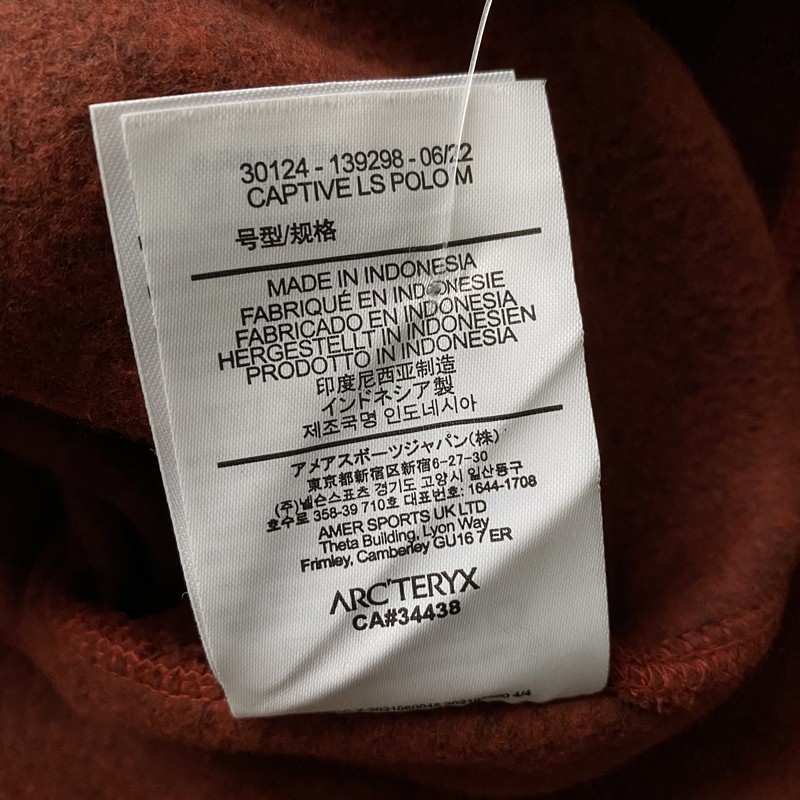 30124 - 139298 - 06/22
CAPTIVE LS POLO M
号型/规格
MADE IN INDONESIA
FABRIQUÉ EN INDONESIE
FABRICADO EN INDONESIA
HERGESTELLT IN INDONESIEN
PRODOTTO IN INDONESIA
印度尼西亚制造
インドネシア製
제조국명 인도네시아
アメアスポーツジャパン(株)
東京都新宿区新宿6-27-30
(주)넬슨스포츠 경기도 고양시 일산동구
호수로 358-39 710호 대표번호: 1644-1708
AMER SPORTS UK LTD
Theta Building, Lyon Way
Frimley, Camberley GU16 7 ER
ARC'TERYX
CA#34438
4/4